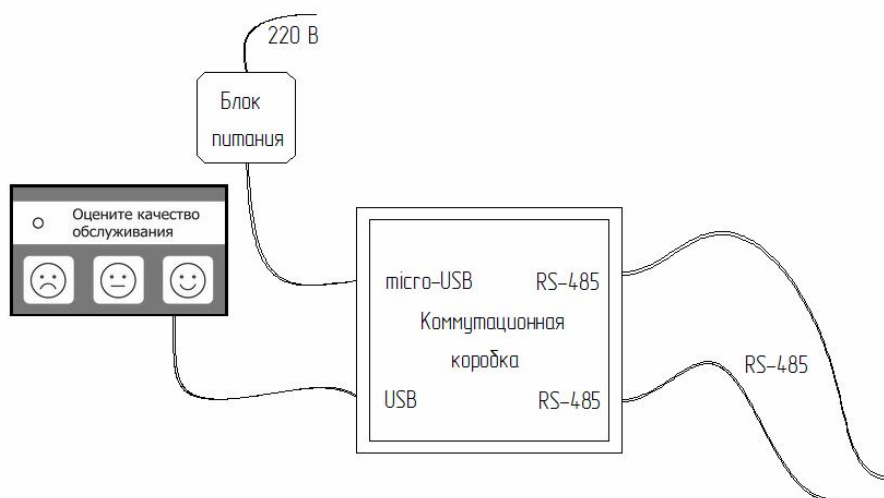 220 В
Блок
питания
Оцените качество
обслуживания
micro-USB
RS-485
Коммутационная
коробка
RS-485
USB
RS-485